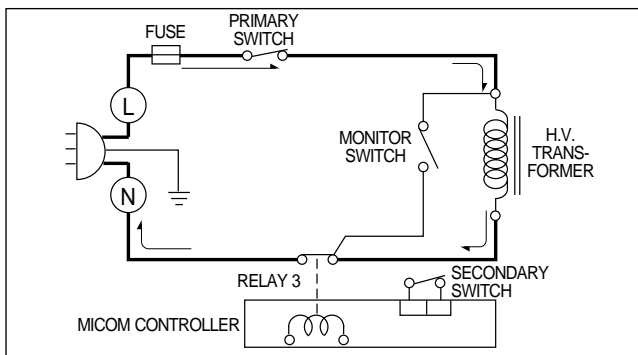 PRIMARY
SWITCH
FUSE
L
MONITOR
SWITCH
H.V.
TRANS-
FORMER
N
RELAY 3
SECONDARY
SWITCH
MICOM CONTROLLER